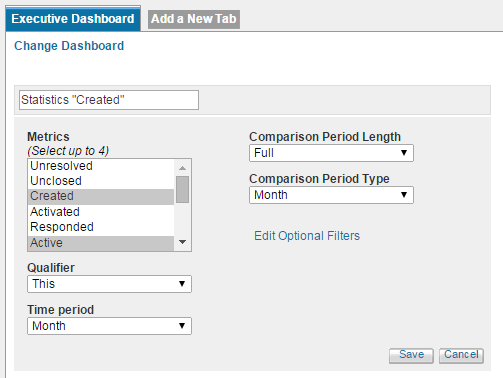 Executive Dashboard Add a New Tab
Change Dashboard
Statistics "Created"
Metrics
(Select up to 4)
Unresolved
Unclosed
Created
Activated
Responded
Active
Qualifier
This
Time period
Month
Comparison Period Length
Full
Comparison Period Type
Month
Edit Optional Filters
Save Cancel